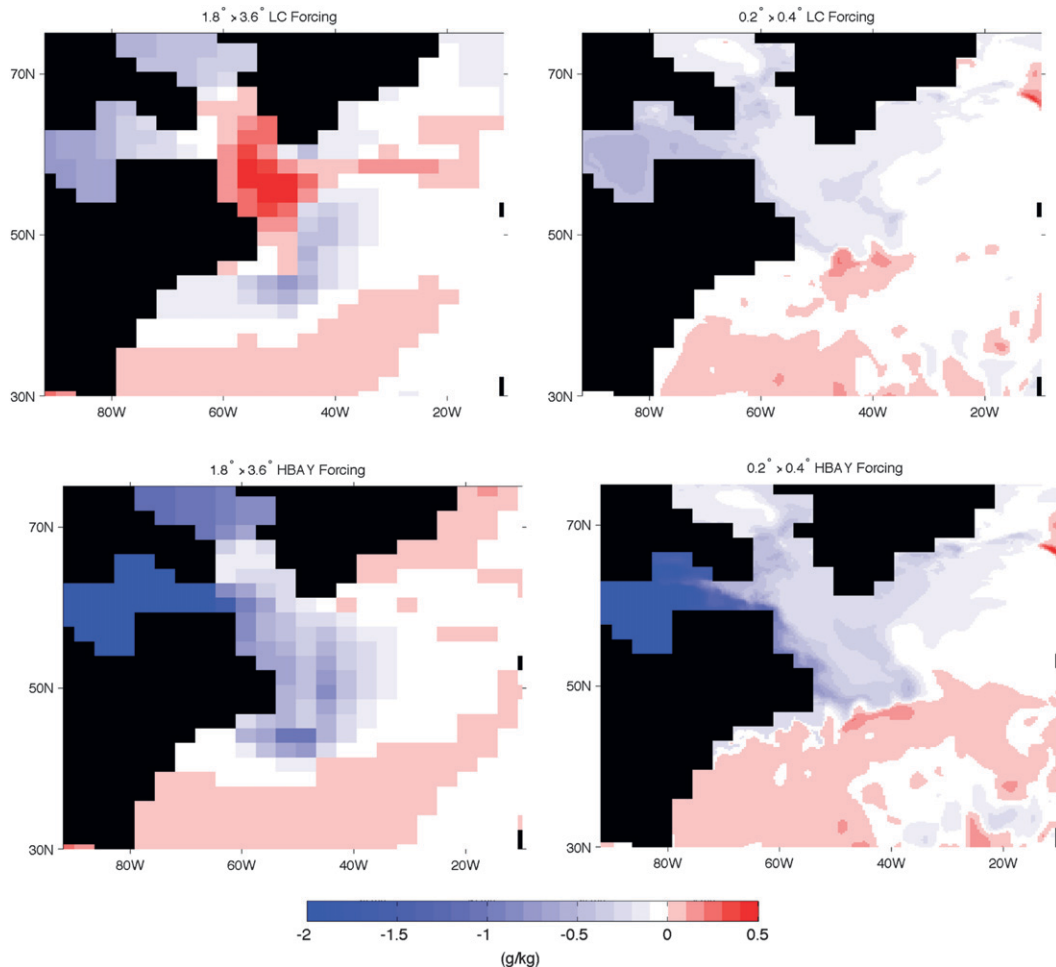 1.8° > 3.6° LC Forcing
0.2° > 0.4° LC Forcing
70N
50N
30N
80W 60W 40W 20W
70N
50N
30N
80W 60W 40W 20W
1.8° > 3.6° HBAY Forcing
0.2° > 0.4° HBAY Forcing
70N
50N
30N
80W 60W 40W 20W
70N
50N
30N
80W 60W 40W 20W
-2 -1.5 -1 -0.5 0 0.5
(g/kg)